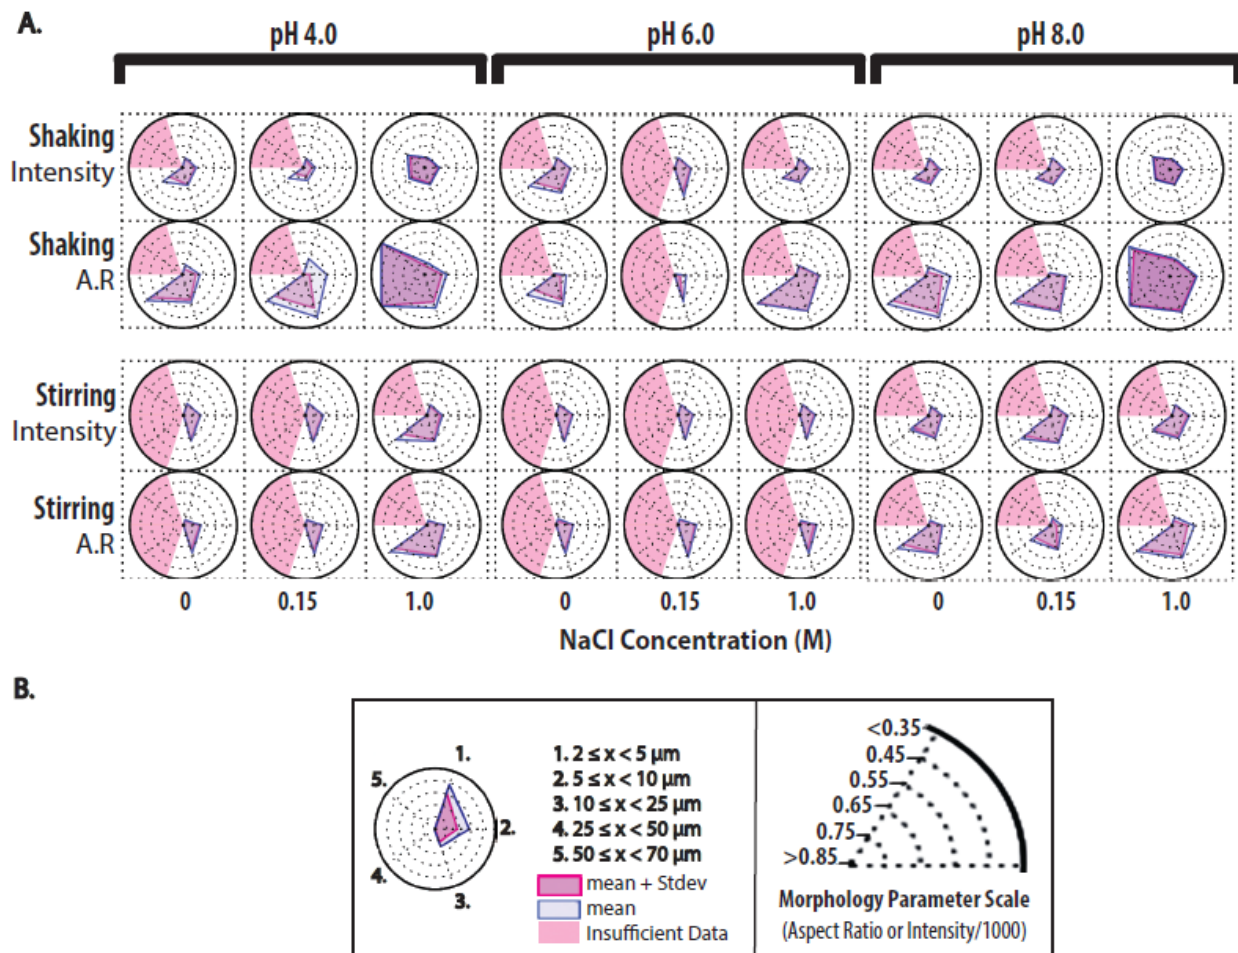 A.
pH 4.0 pH 6.0 pH 8.0
Shaking
Intensity
Shaking
A.R
Stirring
Intensity
Stirring
A.R
0 0.15 1.0 0 0.15 1.0 0 0.15 1.0
NaCl Concentration (M)
B.
1.
5.
2.
4.
3.
1. 2 ≤ x < 5 μm
2. 5 ≤ x < 10 μm
3. 10 ≤ x < 25 μm
4. 25 ≤ x < 50 μm
5. 50 ≤ x < 70 μm
mean + Stdev
mean
Insufficient Data
<0.35
0.45
0.55
0.65
0.75
>0.85
Morphology Parameter Scale
(Aspect Ratio or Intensity/1000)